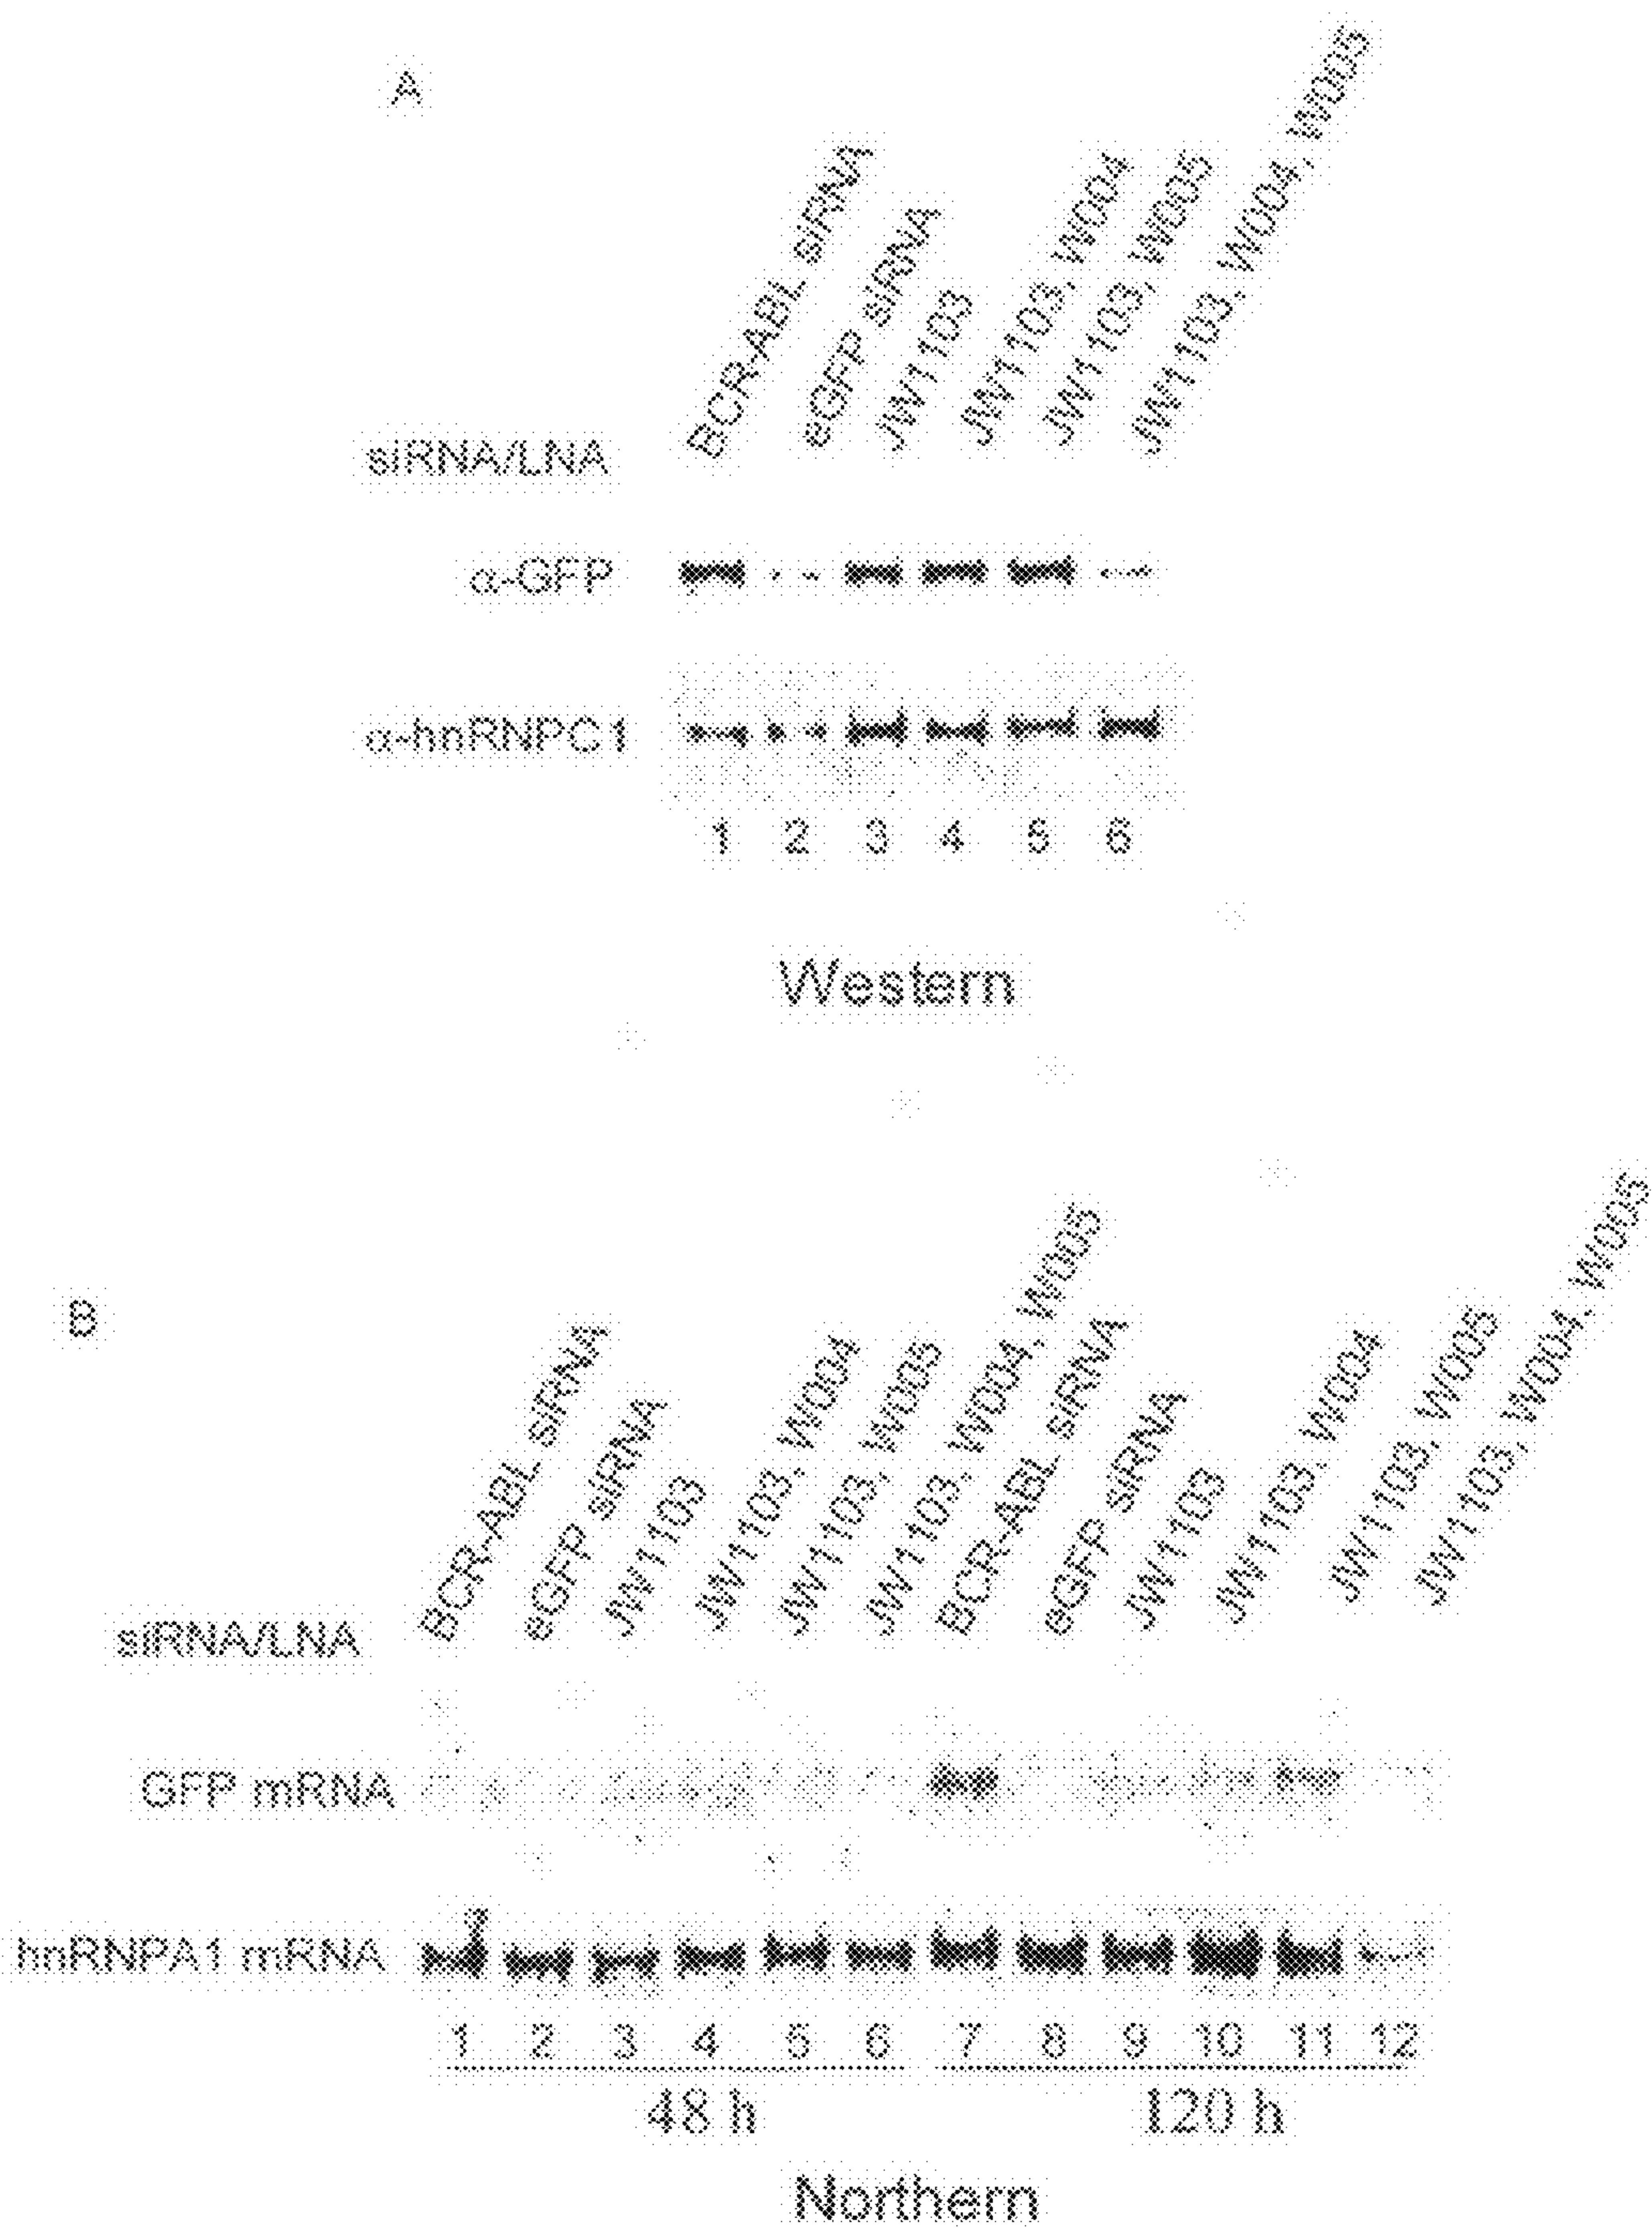 A
BCR-ABL siRNA
eGFP siRNA
JW1103
JW1103, W004
JW1103, W005
JW1103, W004, W005
siRNA/LNA
α-GFP
α-hnRNPC1
1 2 3 4 5 6
Western
B
BCR-ABL siRNA
eGFP siRNA
JW1103
JW1103, W004
JW1103, W005
JW1103, W004, W005
BCR-ABL siRNA
eGFP siRNA
JW1103
JW1103, W004
JW1103, W005
JW1103, W004, W005
siRNA/LNA
GFP mRNA
hnRNPA1 mRNA
1 2 3 4 5 6 7 8 9 10 11 12
48 h 120 h
Northern